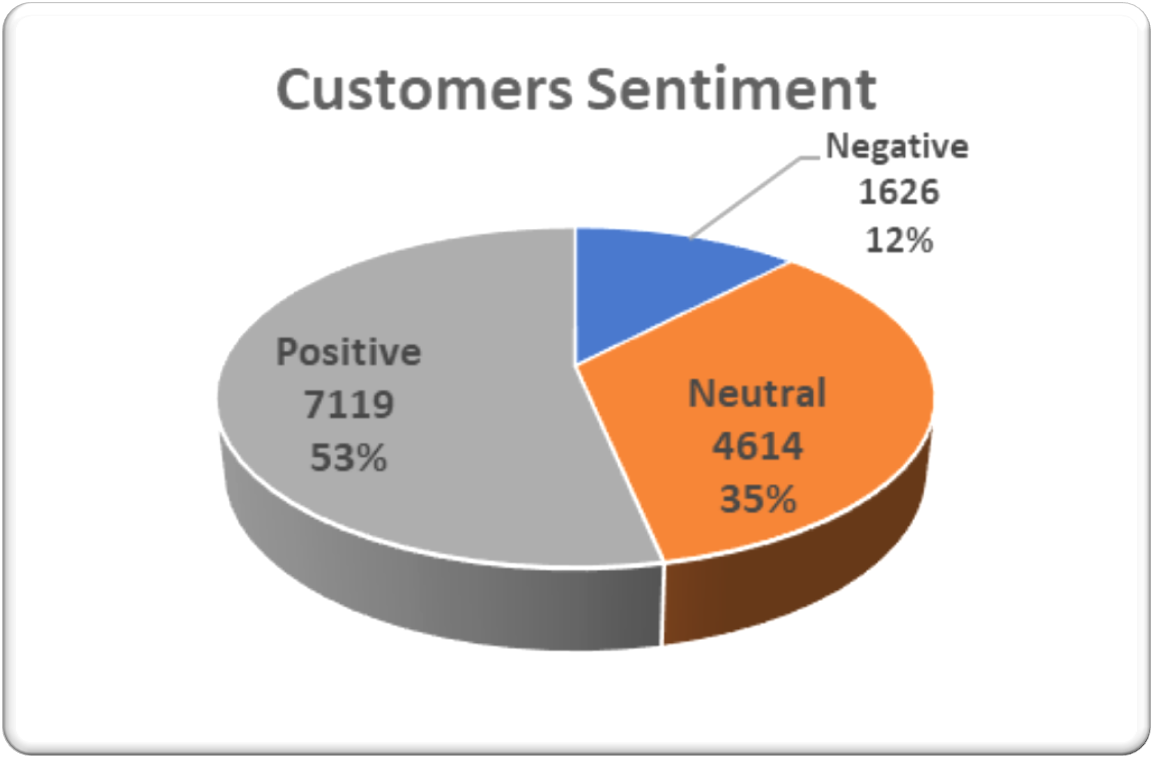 Customers Sentiment
Negative
1626
12%
Positive
7119
53%
Neutral
4614
35%